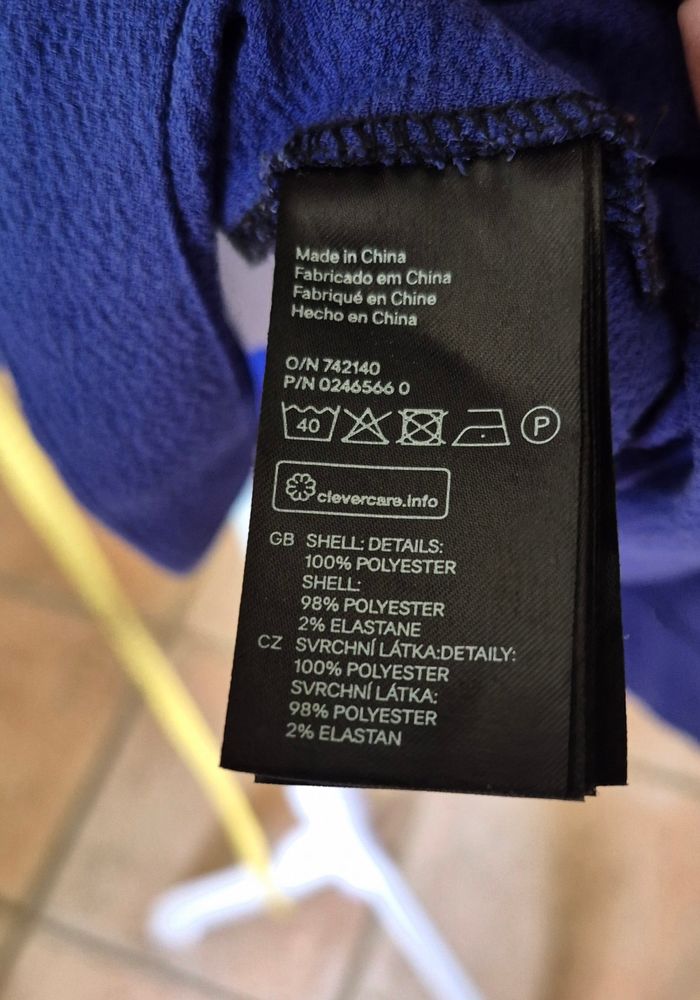 Made in China
Fabricado em China
Fabriqué en Chine
Hecho en China
O/N 742140
P/N 0246566 0
40 P
clevercare.info
GB SHELL: DETAILS:
100% POLYESTER
SHELL:
98% POLYESTER
2% ELASTANE
CZ SVRCHNÍ LÁTKA:DETAILY:
100% POLYESTER
SVRCHNÍ LÁTKA:
98% POLYESTER
2% ELASTAN